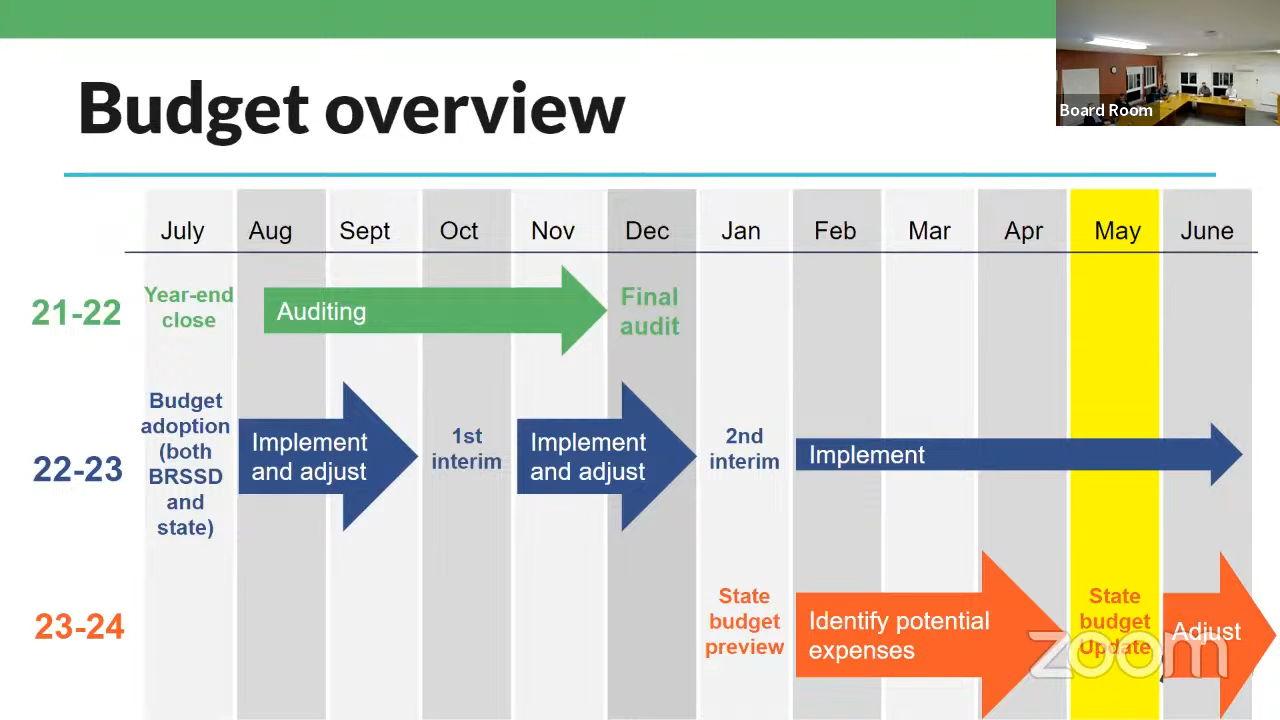 Budget overview
Board Room
July Aug Sept Oct Nov Dec Jan Feb Mar Apr May June
21-22
Year-end
close
Auditing
Final
audit
22-23
Budget
adoption
(both
BRSSD
and
state)
Implement
and adjust
1st
interim
Implement
and adjust
2nd
interim
Implement
23-24
State
budget
preview
Identify potential
expenses
State
budget
Update
Adjust
zoom